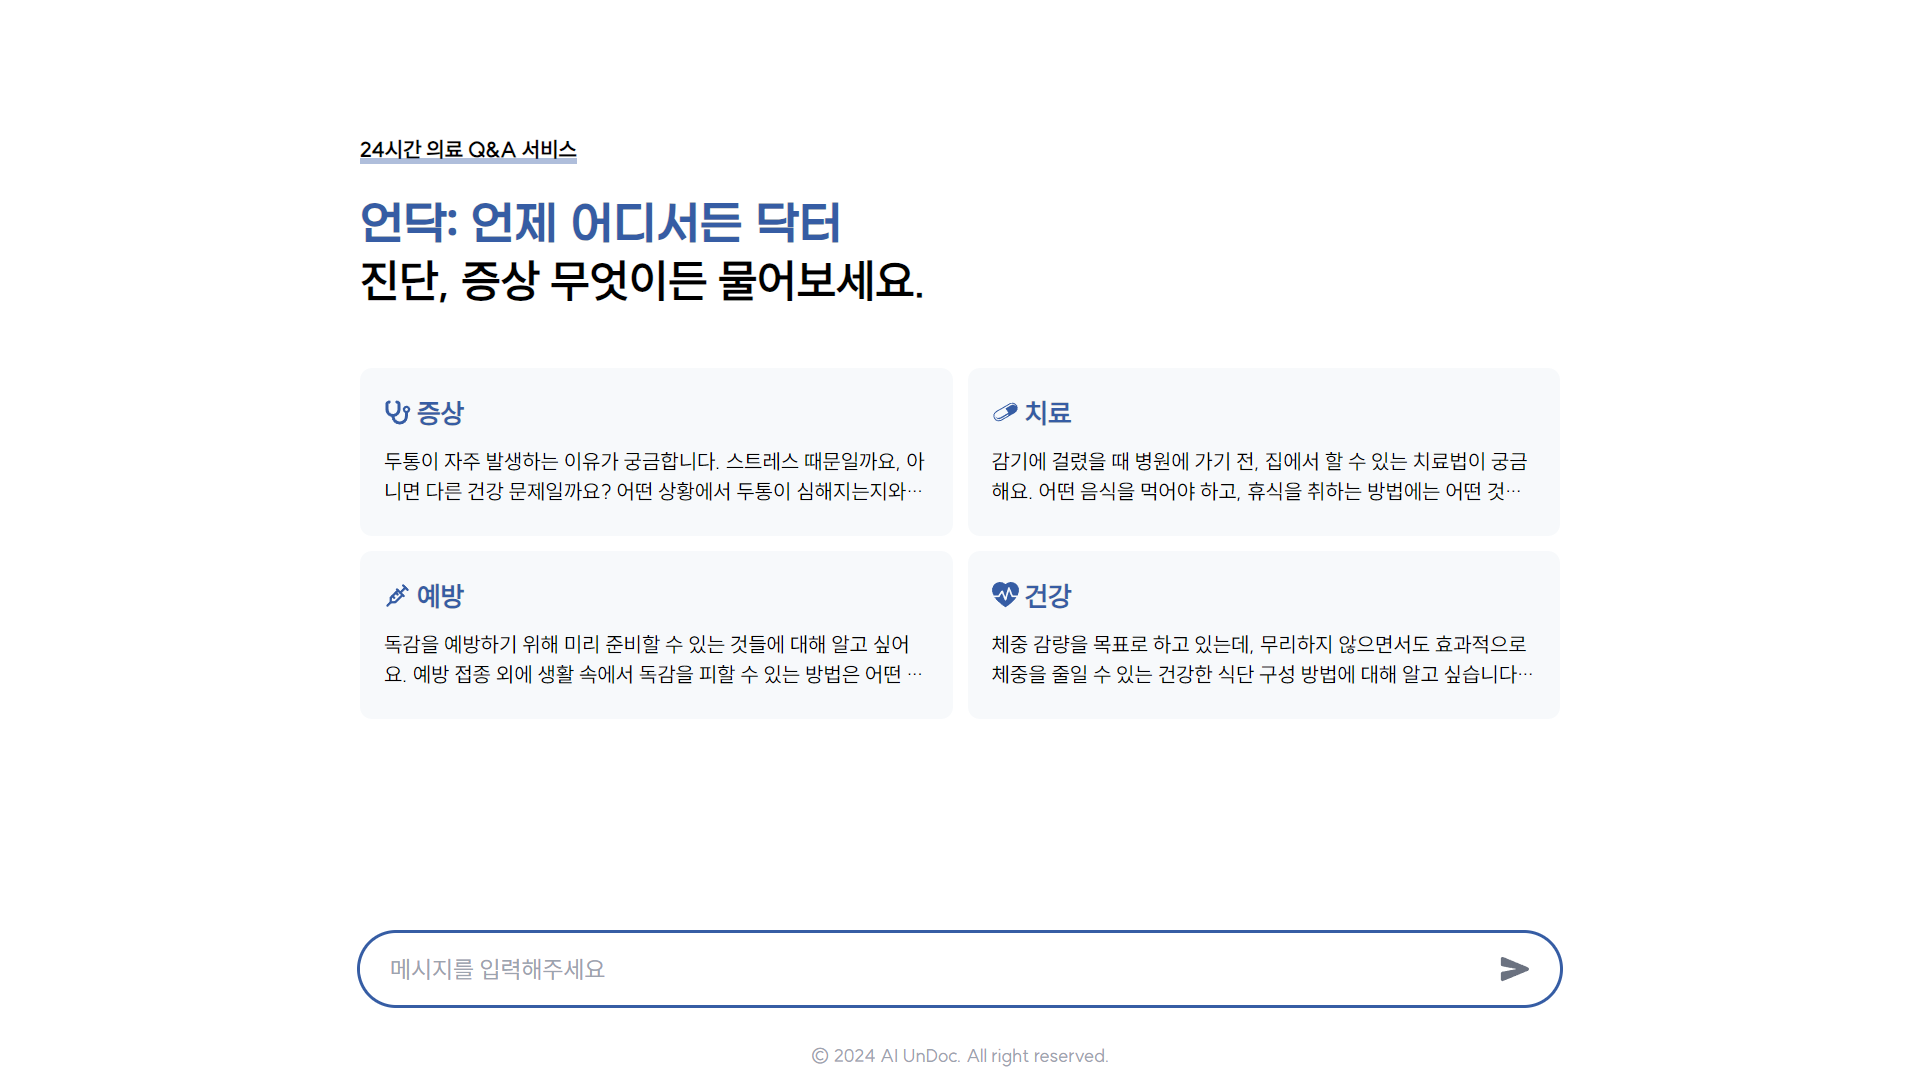 24시간 의료 Q&A 서비스
언닥: 언제 어디서든 닥터
진단, 증상 무엇이든 물어보세요.
증상
두통이 자주 발생하는 이유가 궁금합니다. 스트레스 때문일까요, 아
니면 다른 건강 문제일까요? 어떤 상황에서 두통이 심해지는지와…
치료
감기에 걸렸을 때 병원에 가기 전, 집에서 할 수 있는 치료법이 궁금
해요. 어떤 음식을 먹어야 하고, 휴식을 취하는 방법에는 어떤 것…
예방
독감을 예방하기 위해 미리 준비할 수 있는 것들에 대해 알고 싶어
요. 예방 접종 외에 생활 속에서 독감을 피할 수 있는 방법은 어떤 …
건강
체중 감량을 목표로 하고 있는데, 무리하지 않으면서도 효과적으로
체중을 줄일 수 있는 건강한 식단 구성 방법에 대해 알고 싶습니다…
메시지를 입력해주세요
© 2024 AI UnDoc. All right reserved.